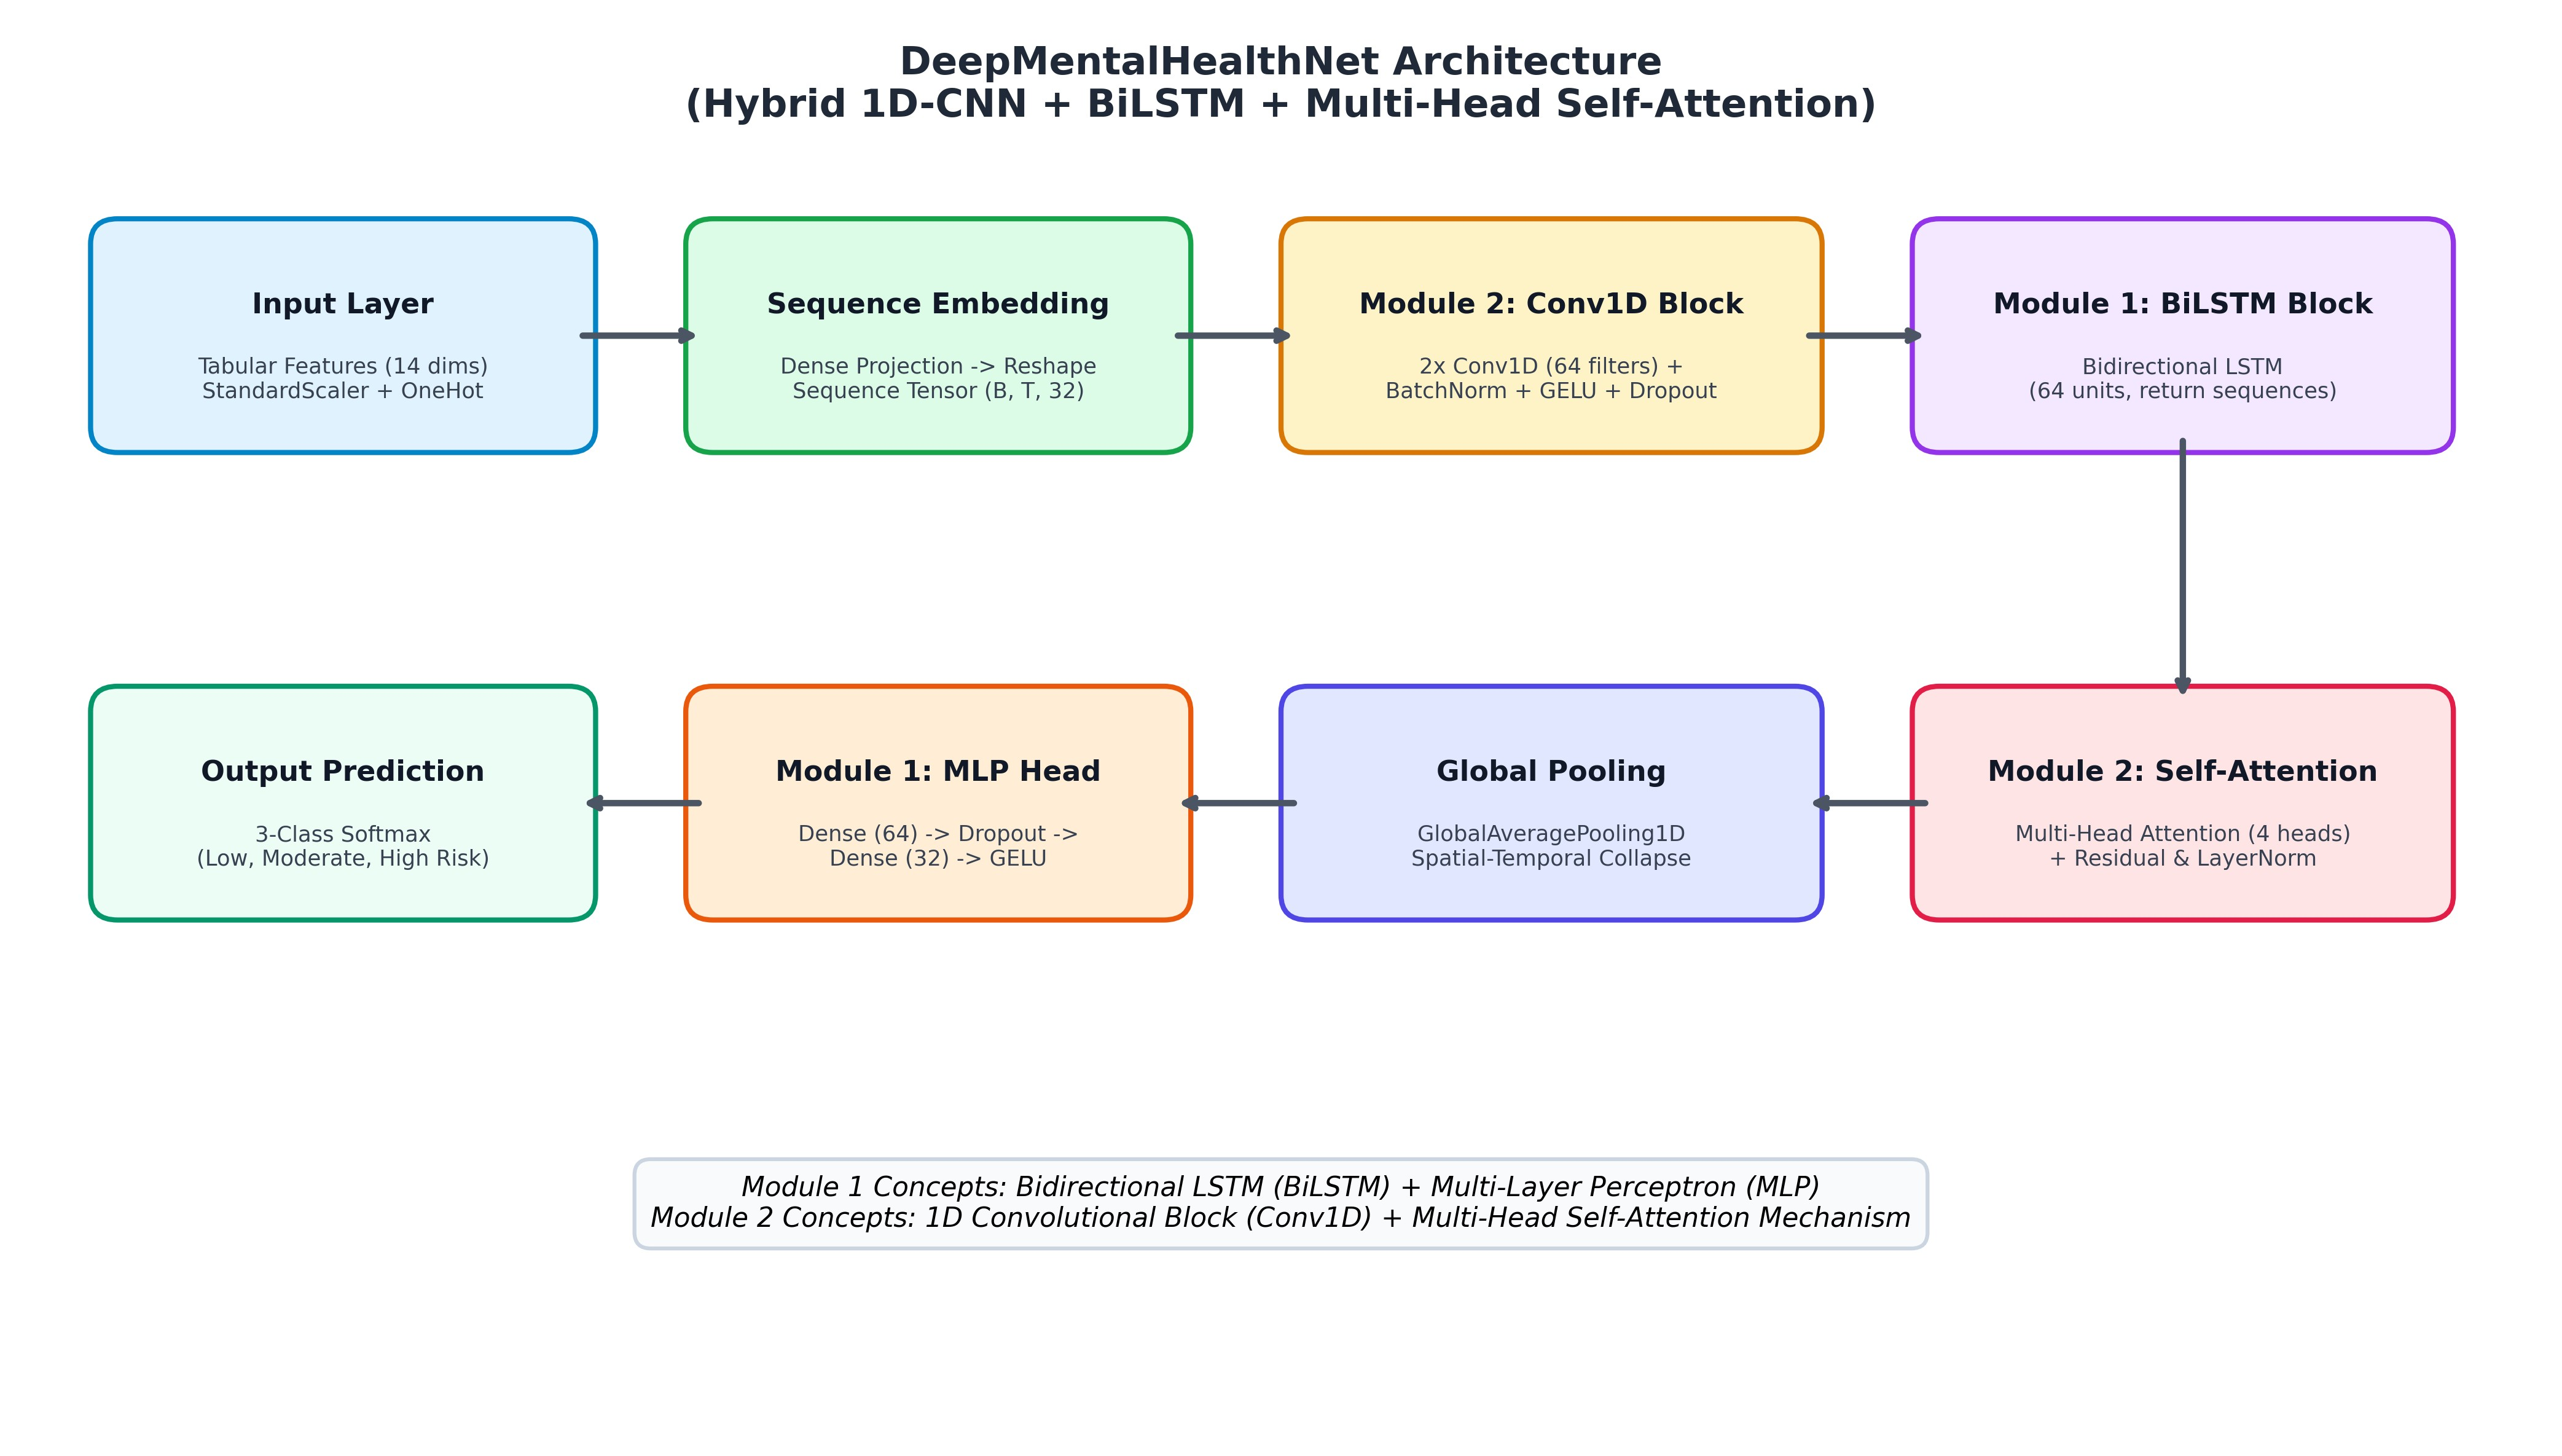 DeepMentalHealthNet Architecture
(Hybrid 1D-CNN + BiLSTM + Multi-Head Self-Attention)
Input Layer
Tabular Features (14 dims)
StandardScaler + OneHot
Sequence Embedding
Dense Projection -> Reshape
Sequence Tensor (B, T, 32)
Module 2: Conv1D Block
2x Conv1D (64 filters) +
BatchNorm + GELU + Dropout
Module 1: BiLSTM Block
Bidirectional LSTM
(64 units, return sequences)
Output Prediction
3-Class Softmax
(Low, Moderate, High Risk)
Module 1: MLP Head
Dense (64) -> Dropout ->
Dense (32) -> GELU
Global Pooling
GlobalAveragePooling1D
Spatial-Temporal Collapse
Module 2: Self-Attention
Multi-Head Attention (4 heads)
+ Residual & LayerNorm
Module 1 Concepts: Bidirectional LSTM (BiLSTM) + Multi-Layer Perceptron (MLP)
Module 2 Concepts: 1D Convolutional Block (Conv1D) + Multi-Head Self-Attention Mechanism